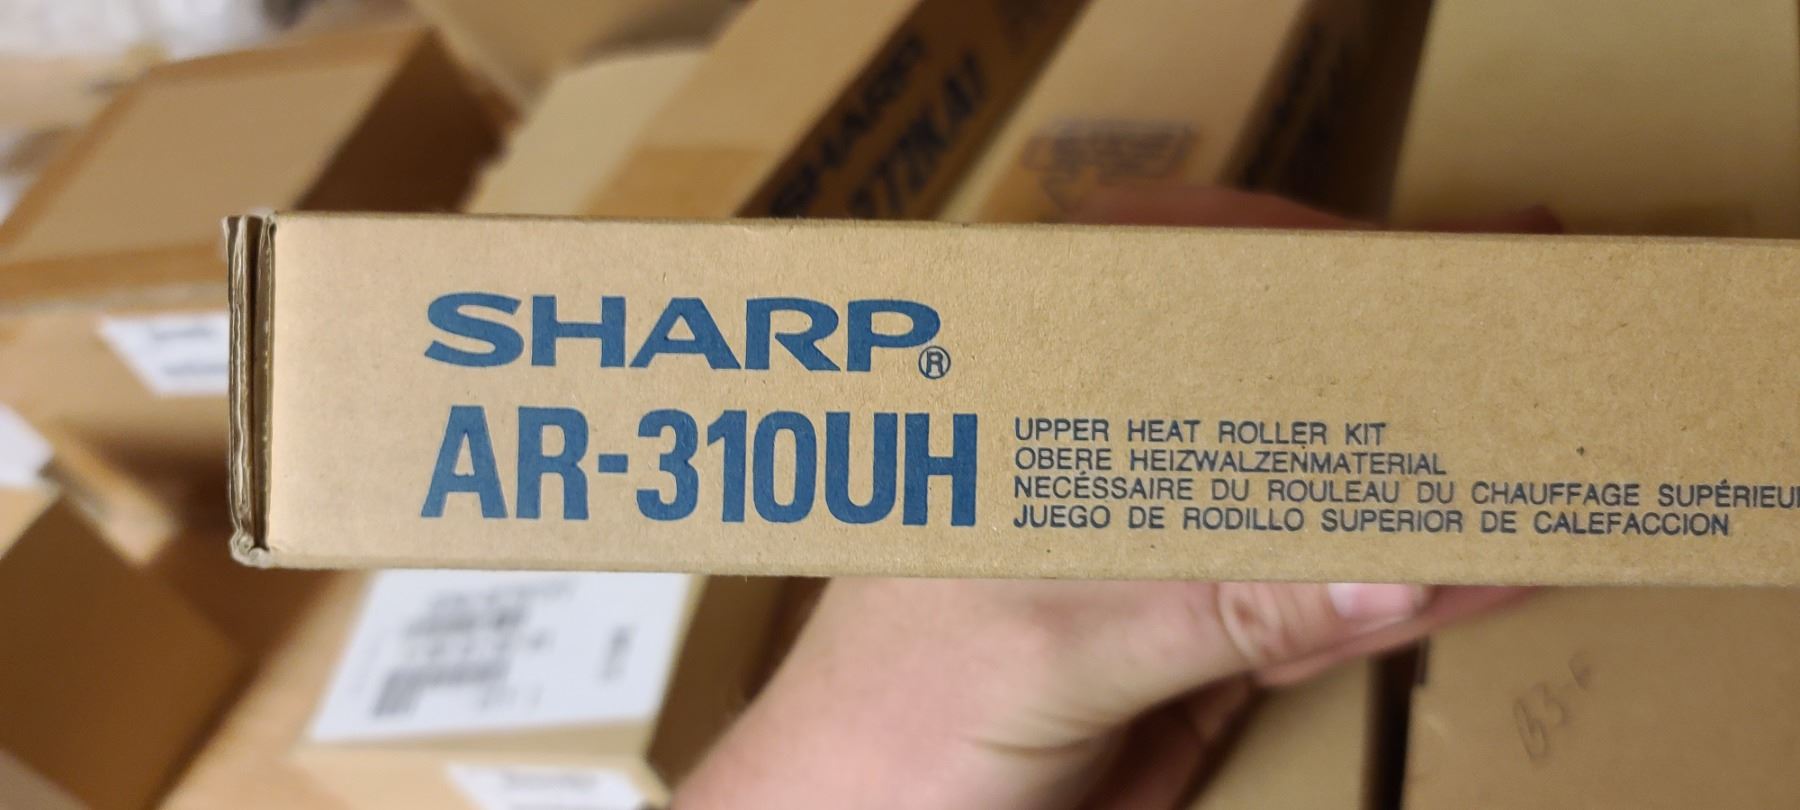 SHARP
SHARP®
AR-310UH
UPPER HEAT ROLLER KIT
OBERE HEIZWALZENMATERIAL
NECÉSSAIRE DU ROULEAU DU CHAUFFAGE SUPÉRIEU
JUEGO DE RODILLO SUPERIOR DE CALEFACCION